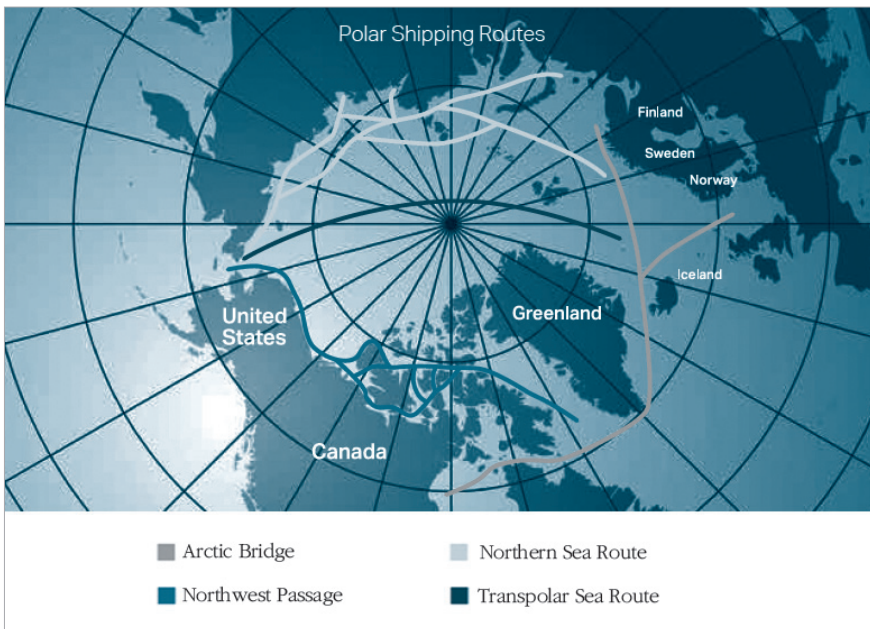 Polar Shipping Routes
Finland
Sweden
Norway
Iceland
Greenland
United
States
Canada
Arctic Bridge
Northern Sea Route
Northwest Passage
Transpolar Sea Route